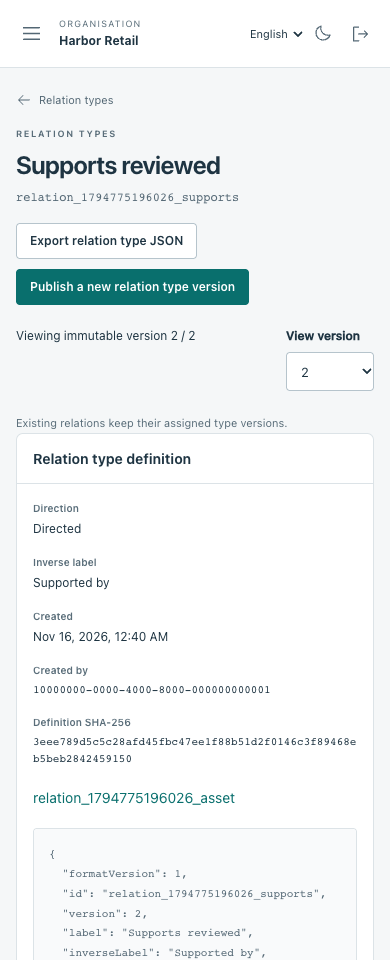 ORGANISATION
Harbor Retail
English
Relation types
RELATION TYPES
Supports reviewed
relation_1794775196026_supports
Export relation type JSON
Publish a new relation type version
Viewing immutable version 2 / 2
View version
2
Existing relations keep their assigned type versions.
Relation type definition
Direction
Directed
Inverse label
Supported by
Created
Nov 16, 2026, 12:40 AM
Created by
10000000-0000-4000-8000-000000000001
Definition SHA-256
3eee789d5c5c28afd45fbc47ee1f88b51d2f0146c3f89468e
b5beb2842459150
relation_1794775196026_asset
{
"formatVersion": 1,
"id": "relation_1794775196026_supports",
"version": 2,
"label": "Supports reviewed",
"inverseLabel": "Supported by",